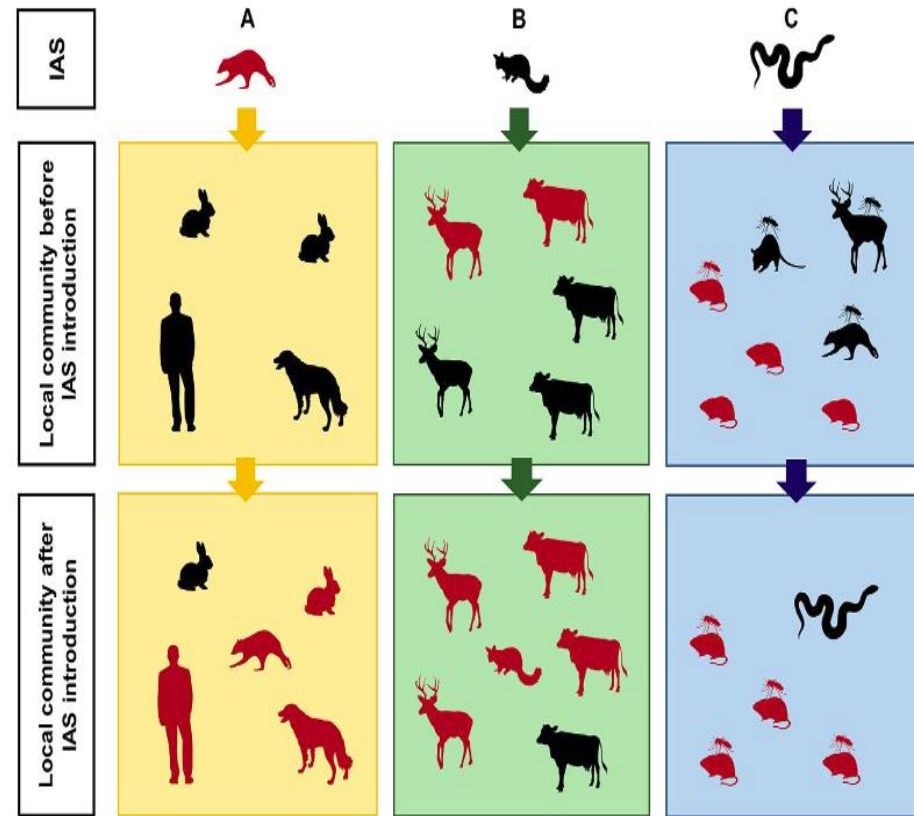 A
B
C
IAS
Local community before
IAS introduction
Local community after
IAS introduction